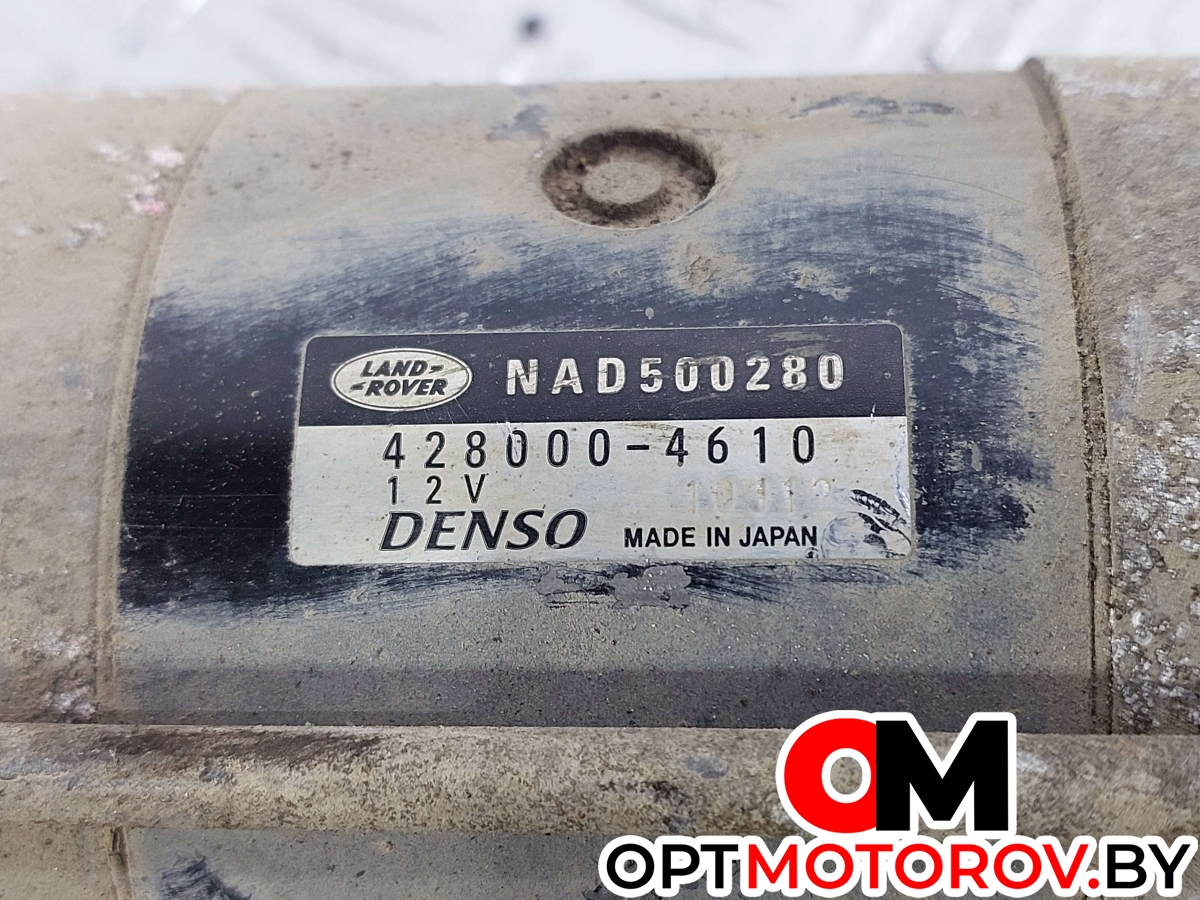 LAND-
-ROVER
NAD500280
428000-4610
12V
DENSO MADE IN JAPAN
OM
OPTMOTOROV.BY